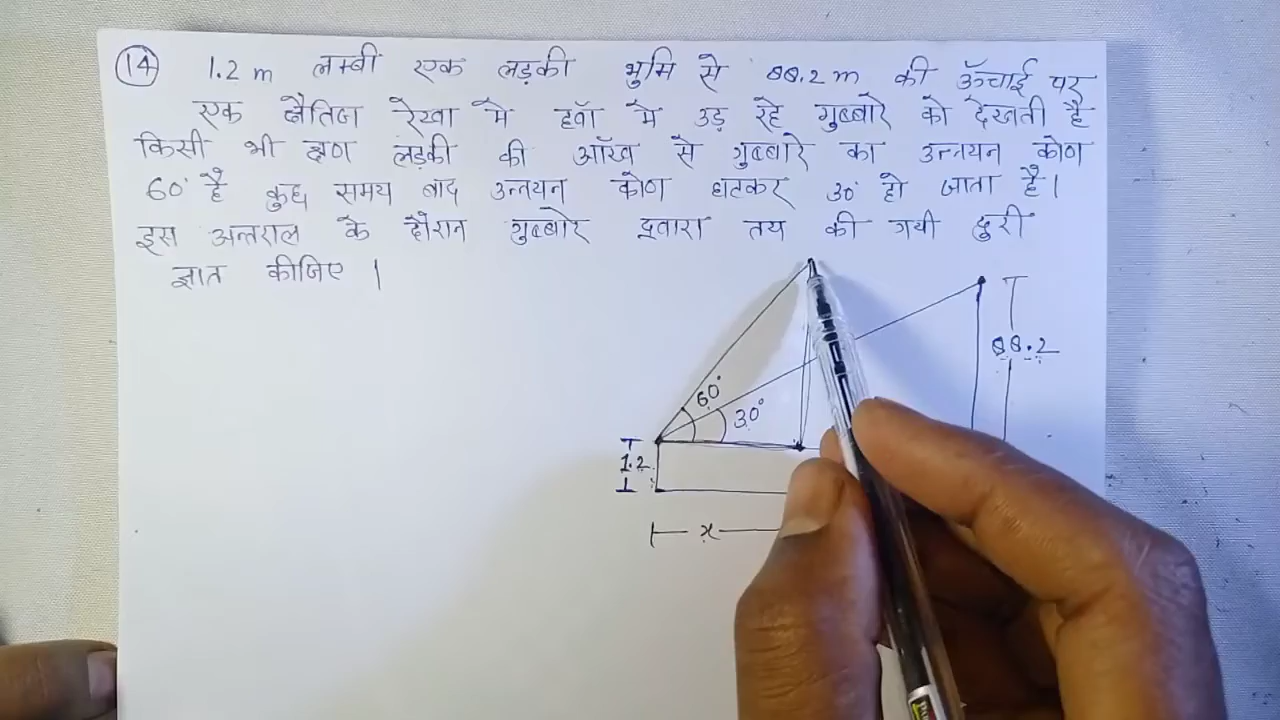 14 1.2 m लम्बी एक लड़की भुमि से 88.2 m की ऊँचाई पर
एक क्षैतिज रेखा मे हवॉ मे उड़ रहे गुब्बारे को देखती है
किसी भी क्षण लड़की की ऑख से गुब्बारे का उन्नयन कोण
60° है कुछ समय बाद उन्नयन कोण घटकर 30° हो जाता है।
इस अन्तराल के दौरान गुब्बारे द्वारा तय की गयी दुरी
ज्ञात कीजिए।
88.2
60°
30°
1.2
x